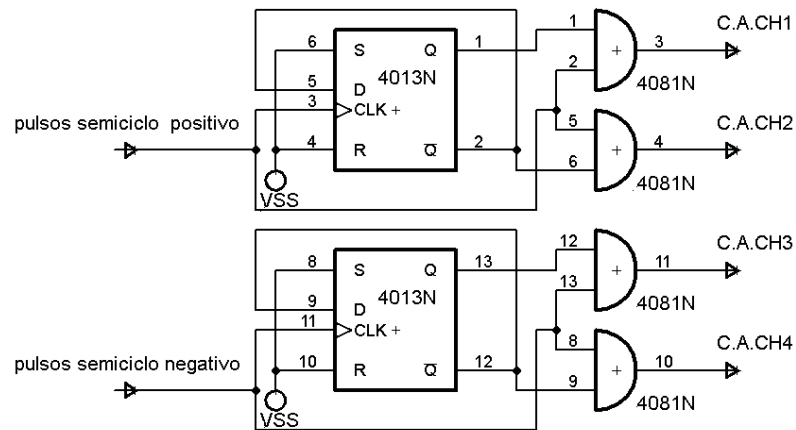 C.A.CH1
6 S Q 1 1 3
4013N 2 4081N
5 D
3 CLK +
pulsos semiciclo positivo
C.A.CH2
4 R Q 2 5 4
6
4081N
VSS
C.A.CH3
8 S Q 13 12 11
4013N 13 4081N
9 D
11 CLK +
pulsos semiciclo negativo
C.A.CH4
10 R Q 12 8 10
9
4081N
VSS